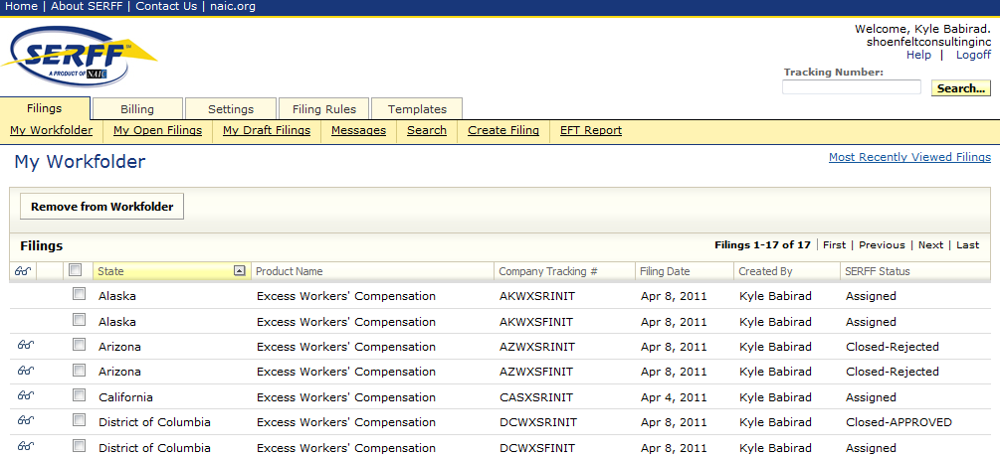 Home | About SERFF | Contact Us | naic.org
SERFF SM
A PRODUCT OF NAIC
Welcome, Kyle Babirad.
shoenfeltconsultinginc
Help | Logoff
Tracking Number:
Search...
Filings Billing Settings Filing Rules Templates
My Workfolder My Open Filings My Draft Filings Messages Search Create Filing EFT Report
My Workfolder
Most Recently Viewed Filings
Remove from Workfolder
Filings
Filings 1-17 of 17 | First | Previous | Next | Last
State Product Name Company Tracking # Filing Date Created By SERFF Status
Alaska Excess Workers' Compensation AKWXSRINIT Apr 8, 2011 Kyle Babirad Assigned
Alaska Excess Workers' Compensation AKWXSFINIT Apr 8, 2011 Kyle Babirad Assigned
Arizona Excess Workers' Compensation AZWXSRINIT Apr 8, 2011 Kyle Babirad Closed-Rejected
Arizona Excess Workers' Compensation AZWXSFINIT Apr 8, 2011 Kyle Babirad Closed-Rejected
California Excess Workers' Compensation CASXSRINIT Apr 4, 2011 Kyle Babirad Assigned
District of Columbia Excess Workers' Compensation DCWXSRINIT Apr 8, 2011 Kyle Babirad Closed-APPROVED
District of Columbia Excess Workers' Compensation DCWXSFINIT Apr 8, 2011 Kyle Babirad Assigned